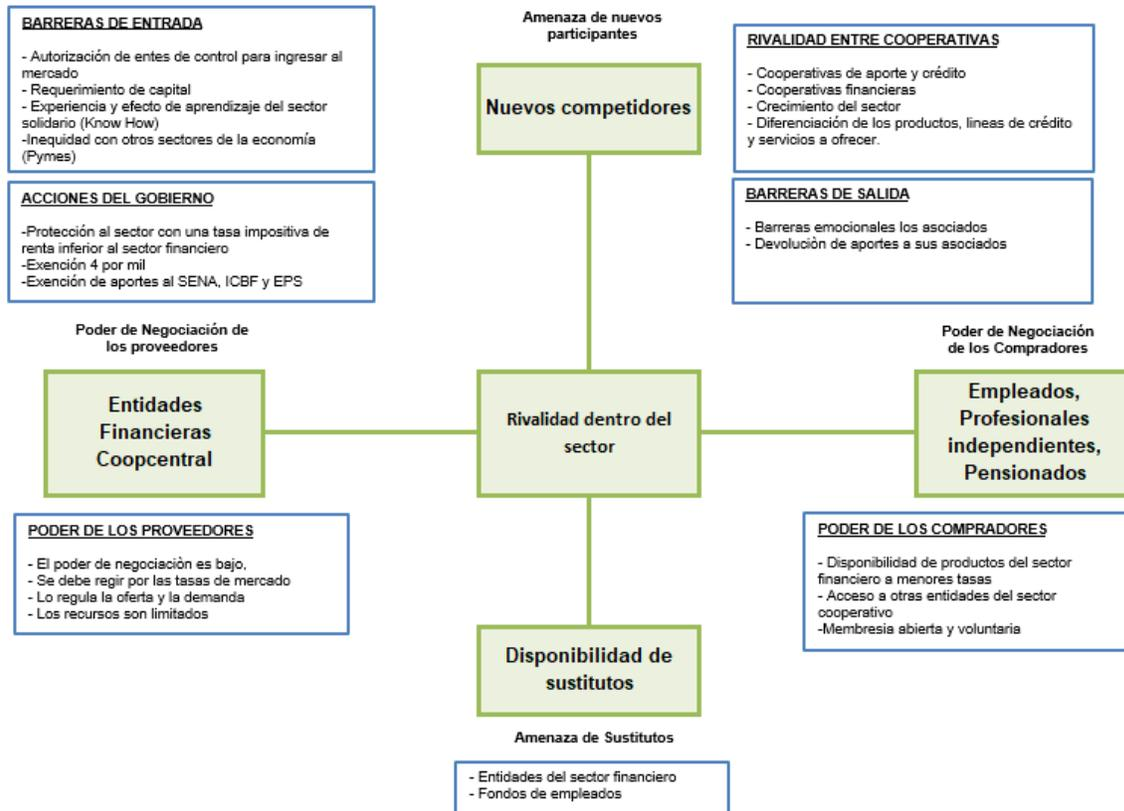 BARRERAS DE ENTRADA
- Autorización de entes de control para ingresar al
mercado
- Requerimiento de capital
- Experiencia y efecto de aprendizaje del sector
solidario (Know How)
-Inequidad con otros sectores de la economía
(Pymes)
ACCIONES DEL GOBIERNO
-Protección al sector con una tasa impositiva de
renta inferior al sector financiero
-Exención 4 por mil
-Exención de aportes al SENA, ICBF y EPS
Amenaza de nuevos
participantes
Nuevos competidores
RIVALIDAD ENTRE COOPERATIVAS
- Cooperativas de aporte y crédito
- Cooperativas financieras
- Crecimiento del sector
- Diferenciación de los productos, lineas de crédito
y servicios a ofrecer.
BARRERAS DE SALIDA
- Barreras emocionales los asociados
- Devoluciòn de aportes a sus asociados
Poder de Negociación de
los proveedores
Entidades
Financieras
Coopcentral
Rivalidad dentro del
sector
Poder de Negociación
de los Compradores
Empleados,
Profesionales
independientes,
Pensionados
PODER DE LOS PROVEEDORES
- El poder de negociaciòn es bajo,
- Se debe regir por las tasas de mercado
- Lo regula la oferta y la demanda
- Los recursos son limitados
PODER DE LOS COMPRADORES
- Disponibilidad de productos del sector
financiero a menores tasas
- Acceso a otras entidades del sector
cooperativo
-Membresia abierta y voluntaria
Disponibilidad de
sustitutos
Amenaza de Sustitutos
- Entidades del sector financiero
- Fondos de empleados